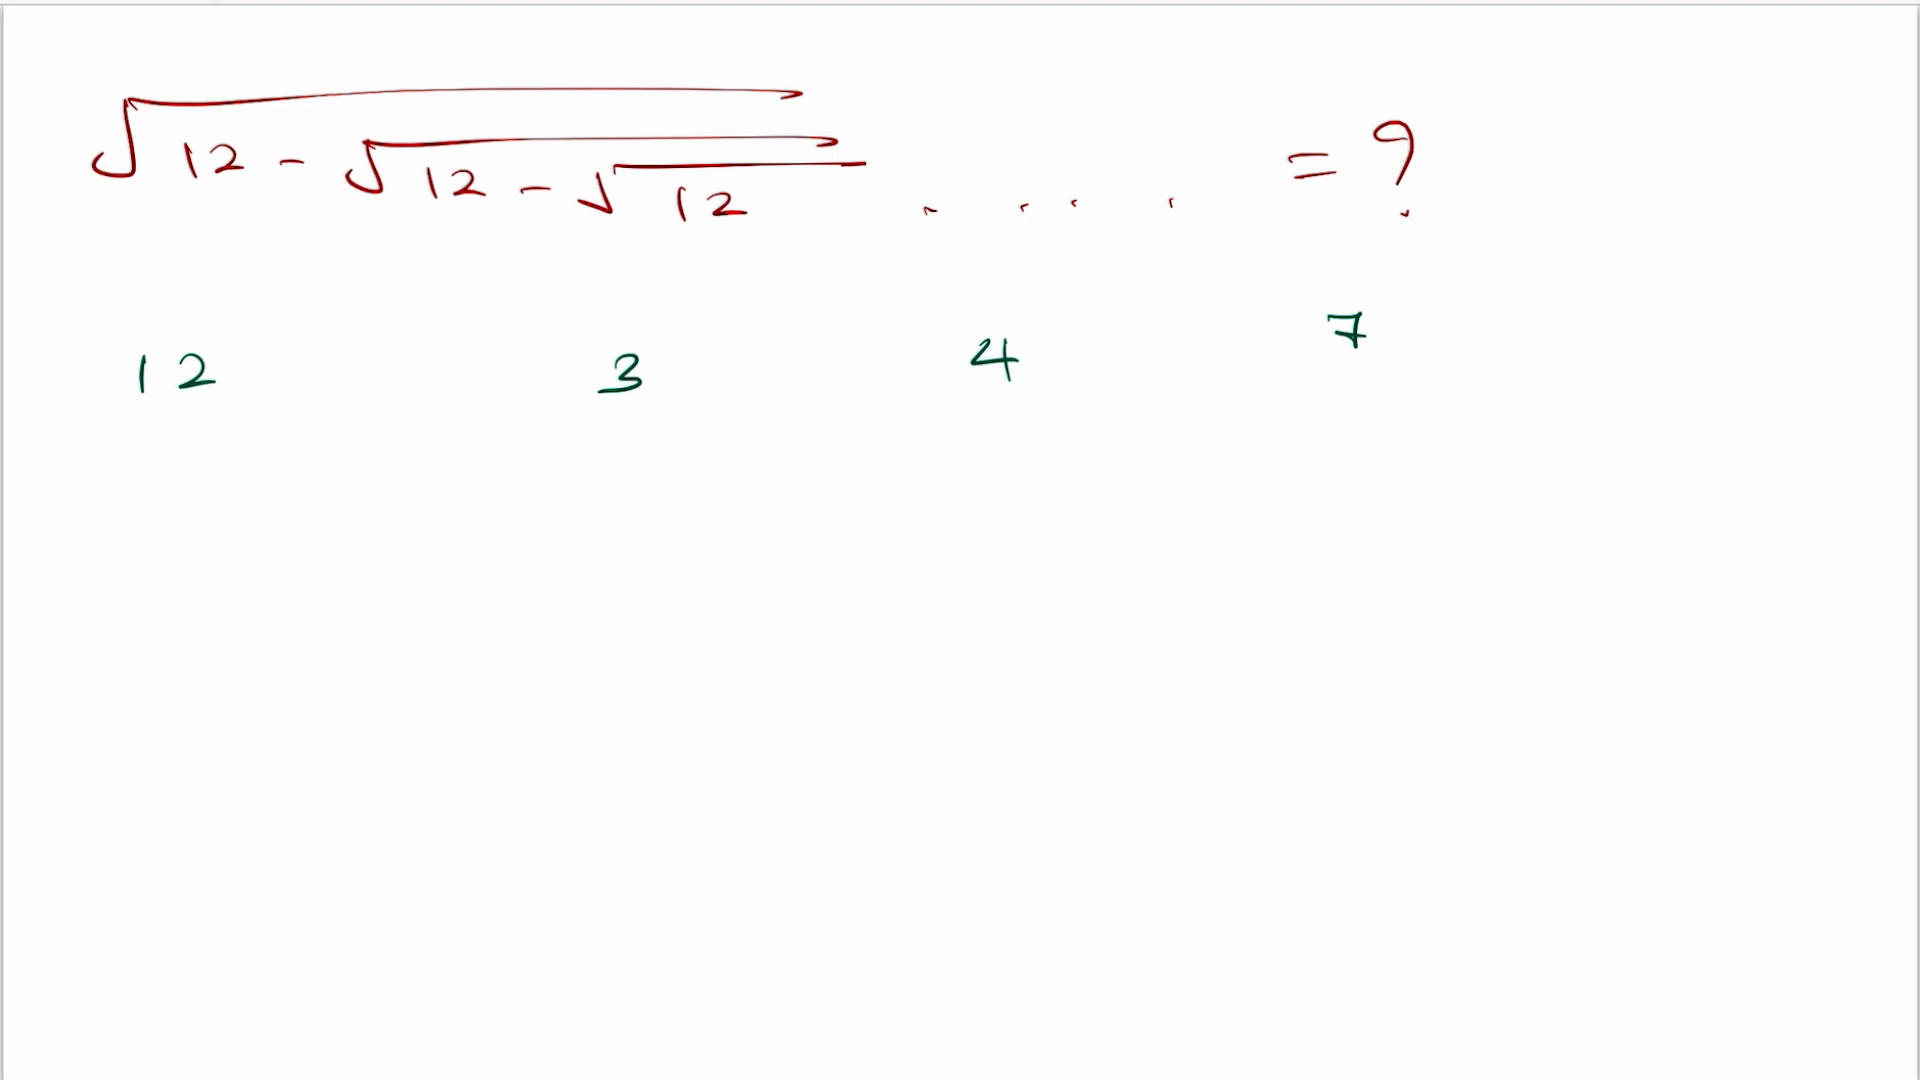 √12 - √12 - √12 . . . . = ?
12 3 4 7